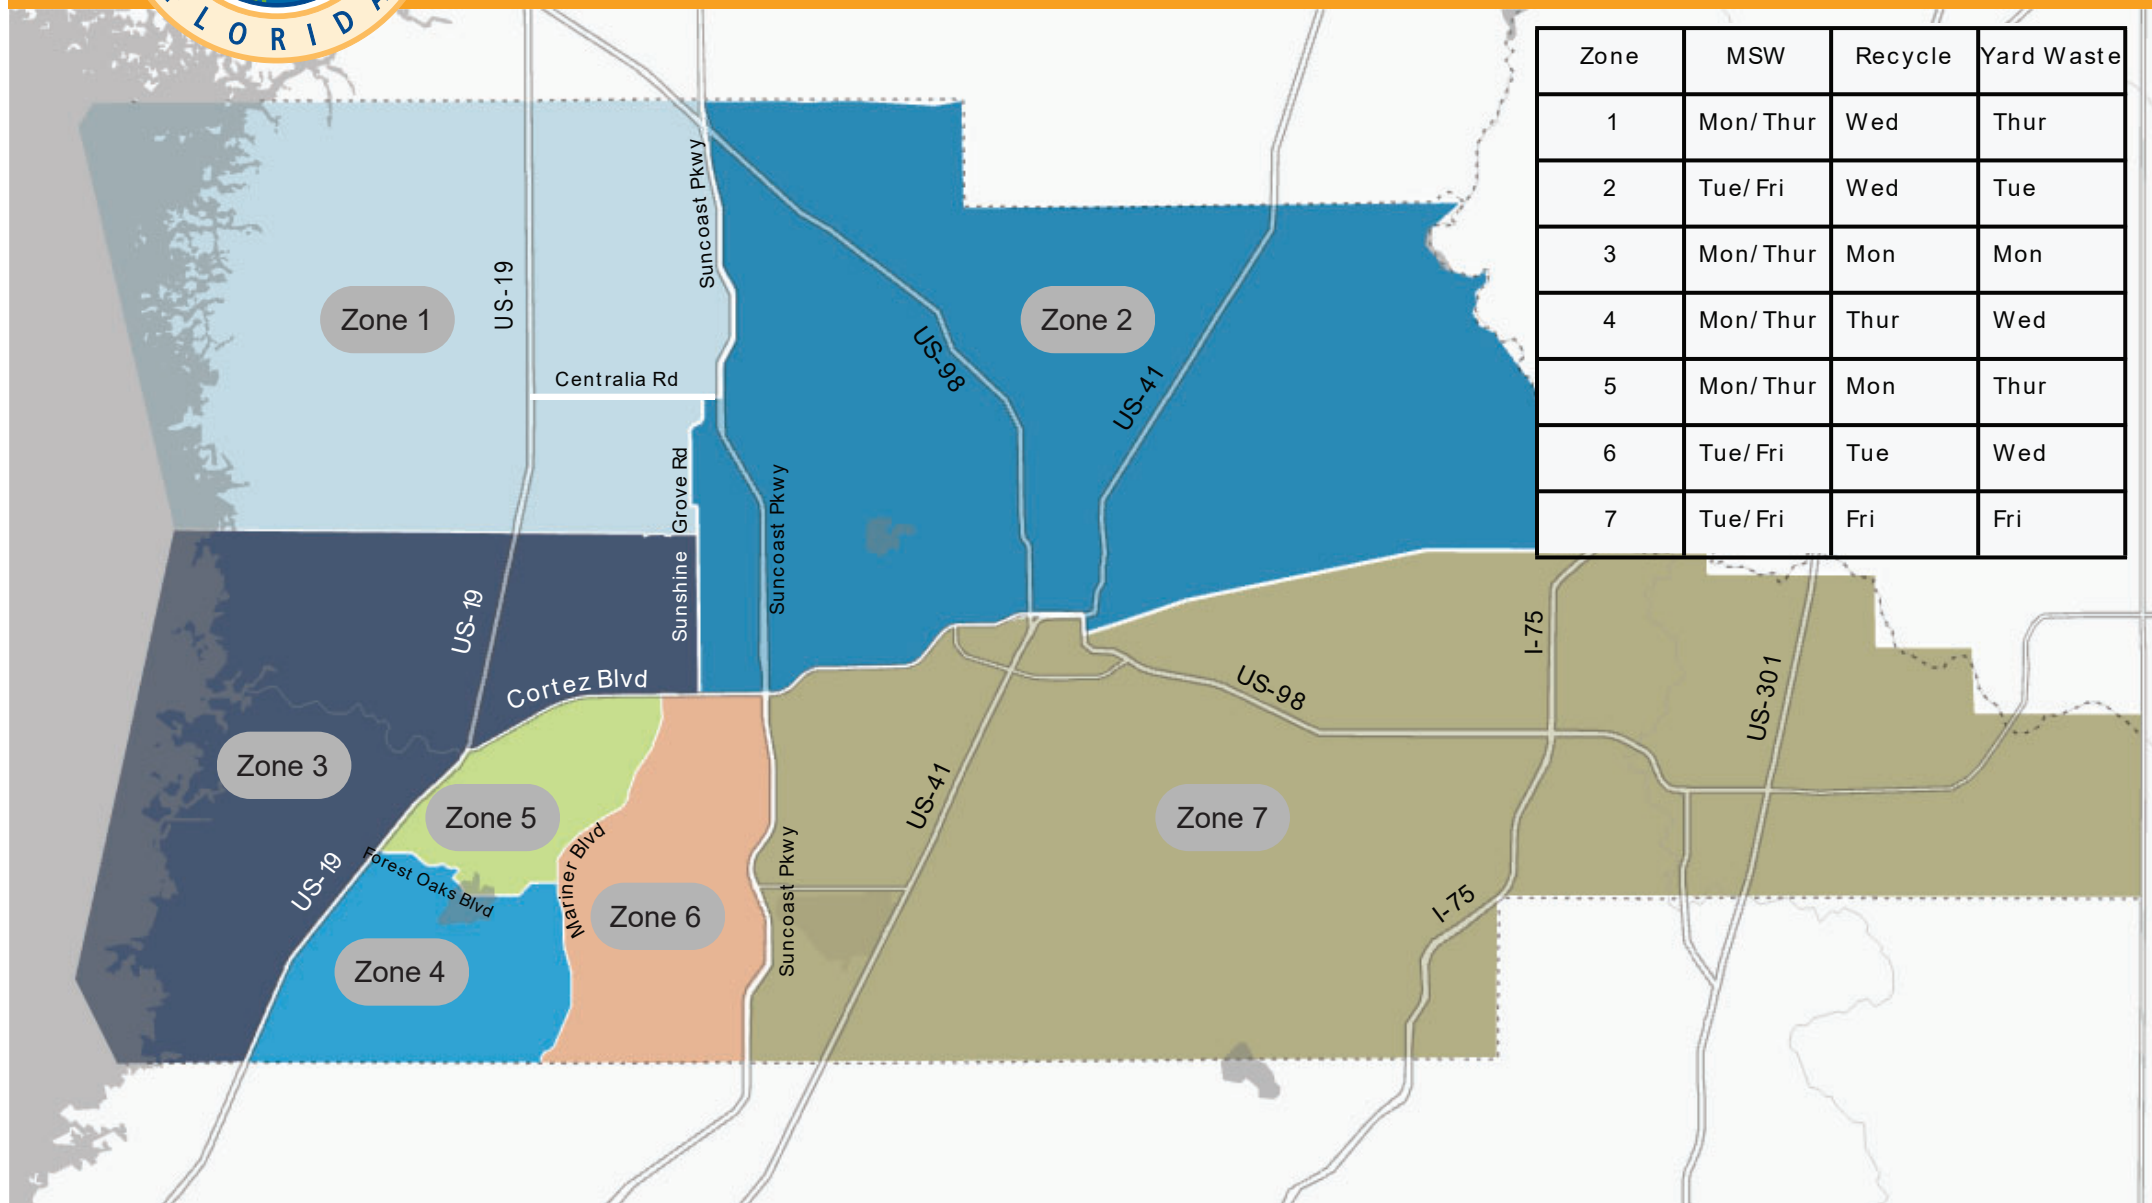 FLORIDA
Zone MSW Recycle Yard Waste
1 Mon/Thur Wed Thur
2 Tue/Fri Wed Tue
3 Mon/Thur Mon Mon
4 Mon/Thur Thur Wed
5 Mon/Thur Mon Thur
6 Tue/Fri Tue Wed
7 Tue/Fri Fri Fri
Suncoast Pkwy
US-19
Zone 1
Zone 2
US-98
US-41
Centralia Rd
Sunshine Grove Rd
Suncoast Pkwy
US-19
Cortez Blvd
I-75
US-98
US-301
Zone 3
Zone 5
US-41
Zone 7
Mariner Blvd
Forest Oaks Blvd
US-19
Suncoast Pkwy
Zone 6
I-75
Zone 4